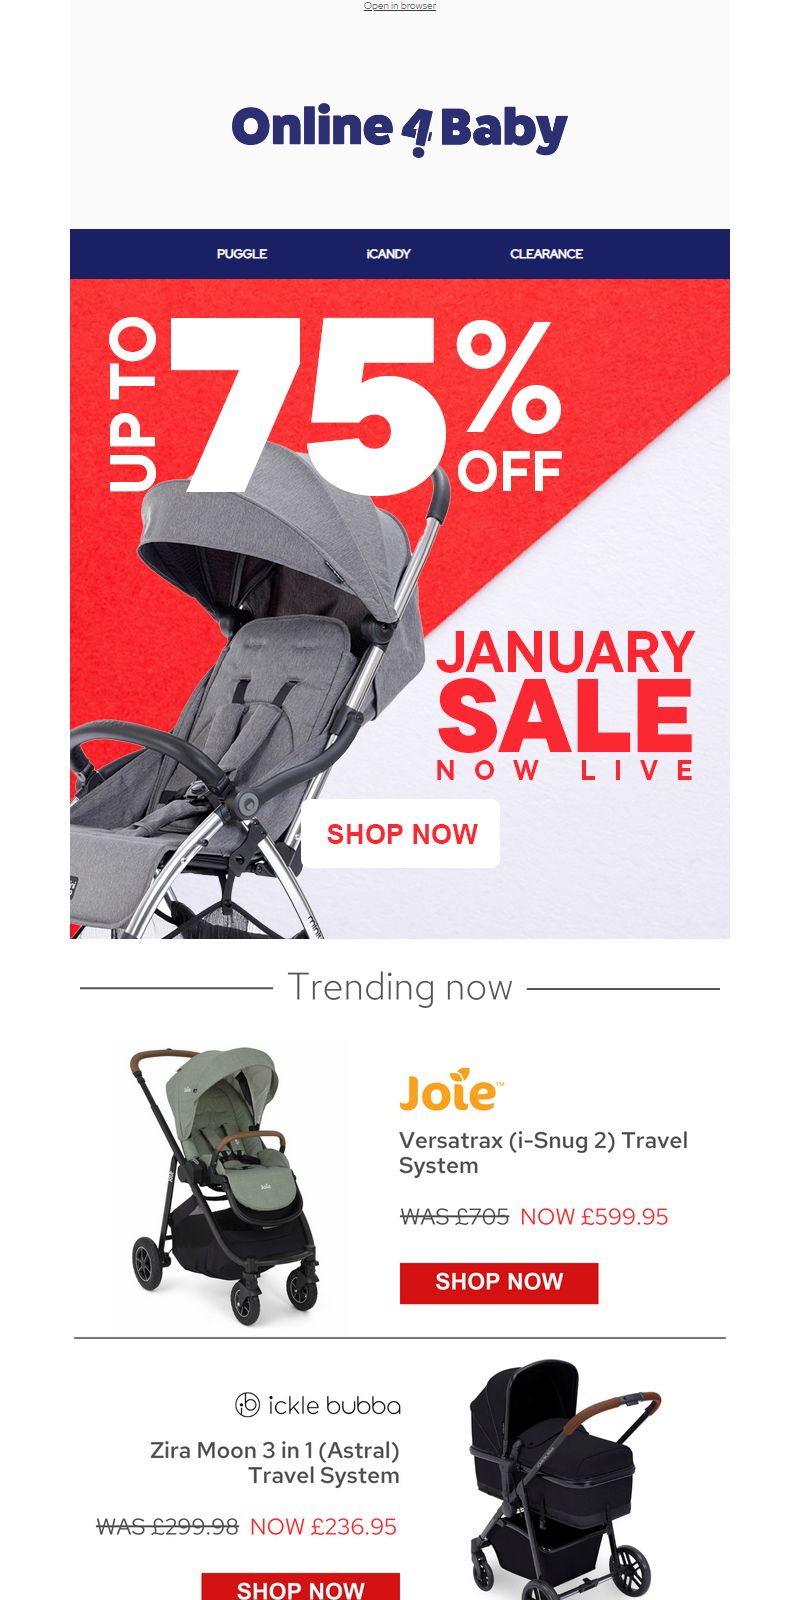 Open in browser
Online 4 Baby
PUGGLE iCANDY CLEARANCE
UP TO
75%
OFF
JANUARY
SALE
NOW LIVE
SHOP NOW
Trending now
Joie™
Versatrax (i-Snug 2) Travel
System
WAS £705 NOW £599.95
SHOP NOW
ickle bubba
Zira Moon 3 in 1 (Astral)
Travel System
WAS £299.98 NOW £236.95
SHOP NOW